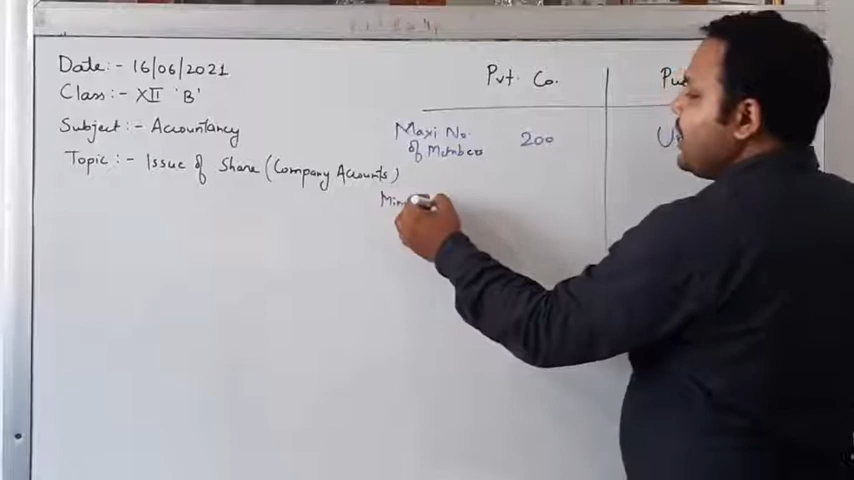 Date:- 16/06/2021
Class:- XII 'B'
Subject:- Accountancy
Topic:- Issue of Share (Company Accounts)
Pvt. Co.
Maxi No. 200
of Members